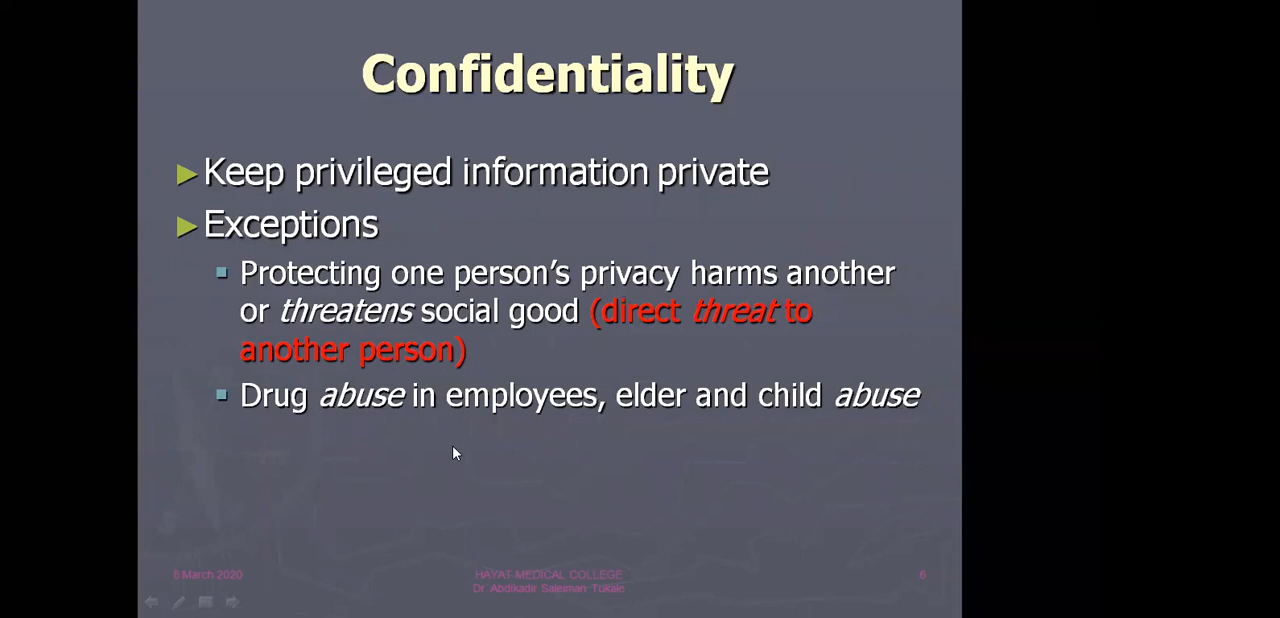 Confidentiality
Keep privileged information private
Exceptions
Protecting one person's privacy harms another
or threatens social good (direct threat to
another person)
Drug abuse in employees, elder and child abuse
8 March 2020
HAYAT MEDICAL COLLEGE
6
Dr. Abdikadir Saleiman Tukale